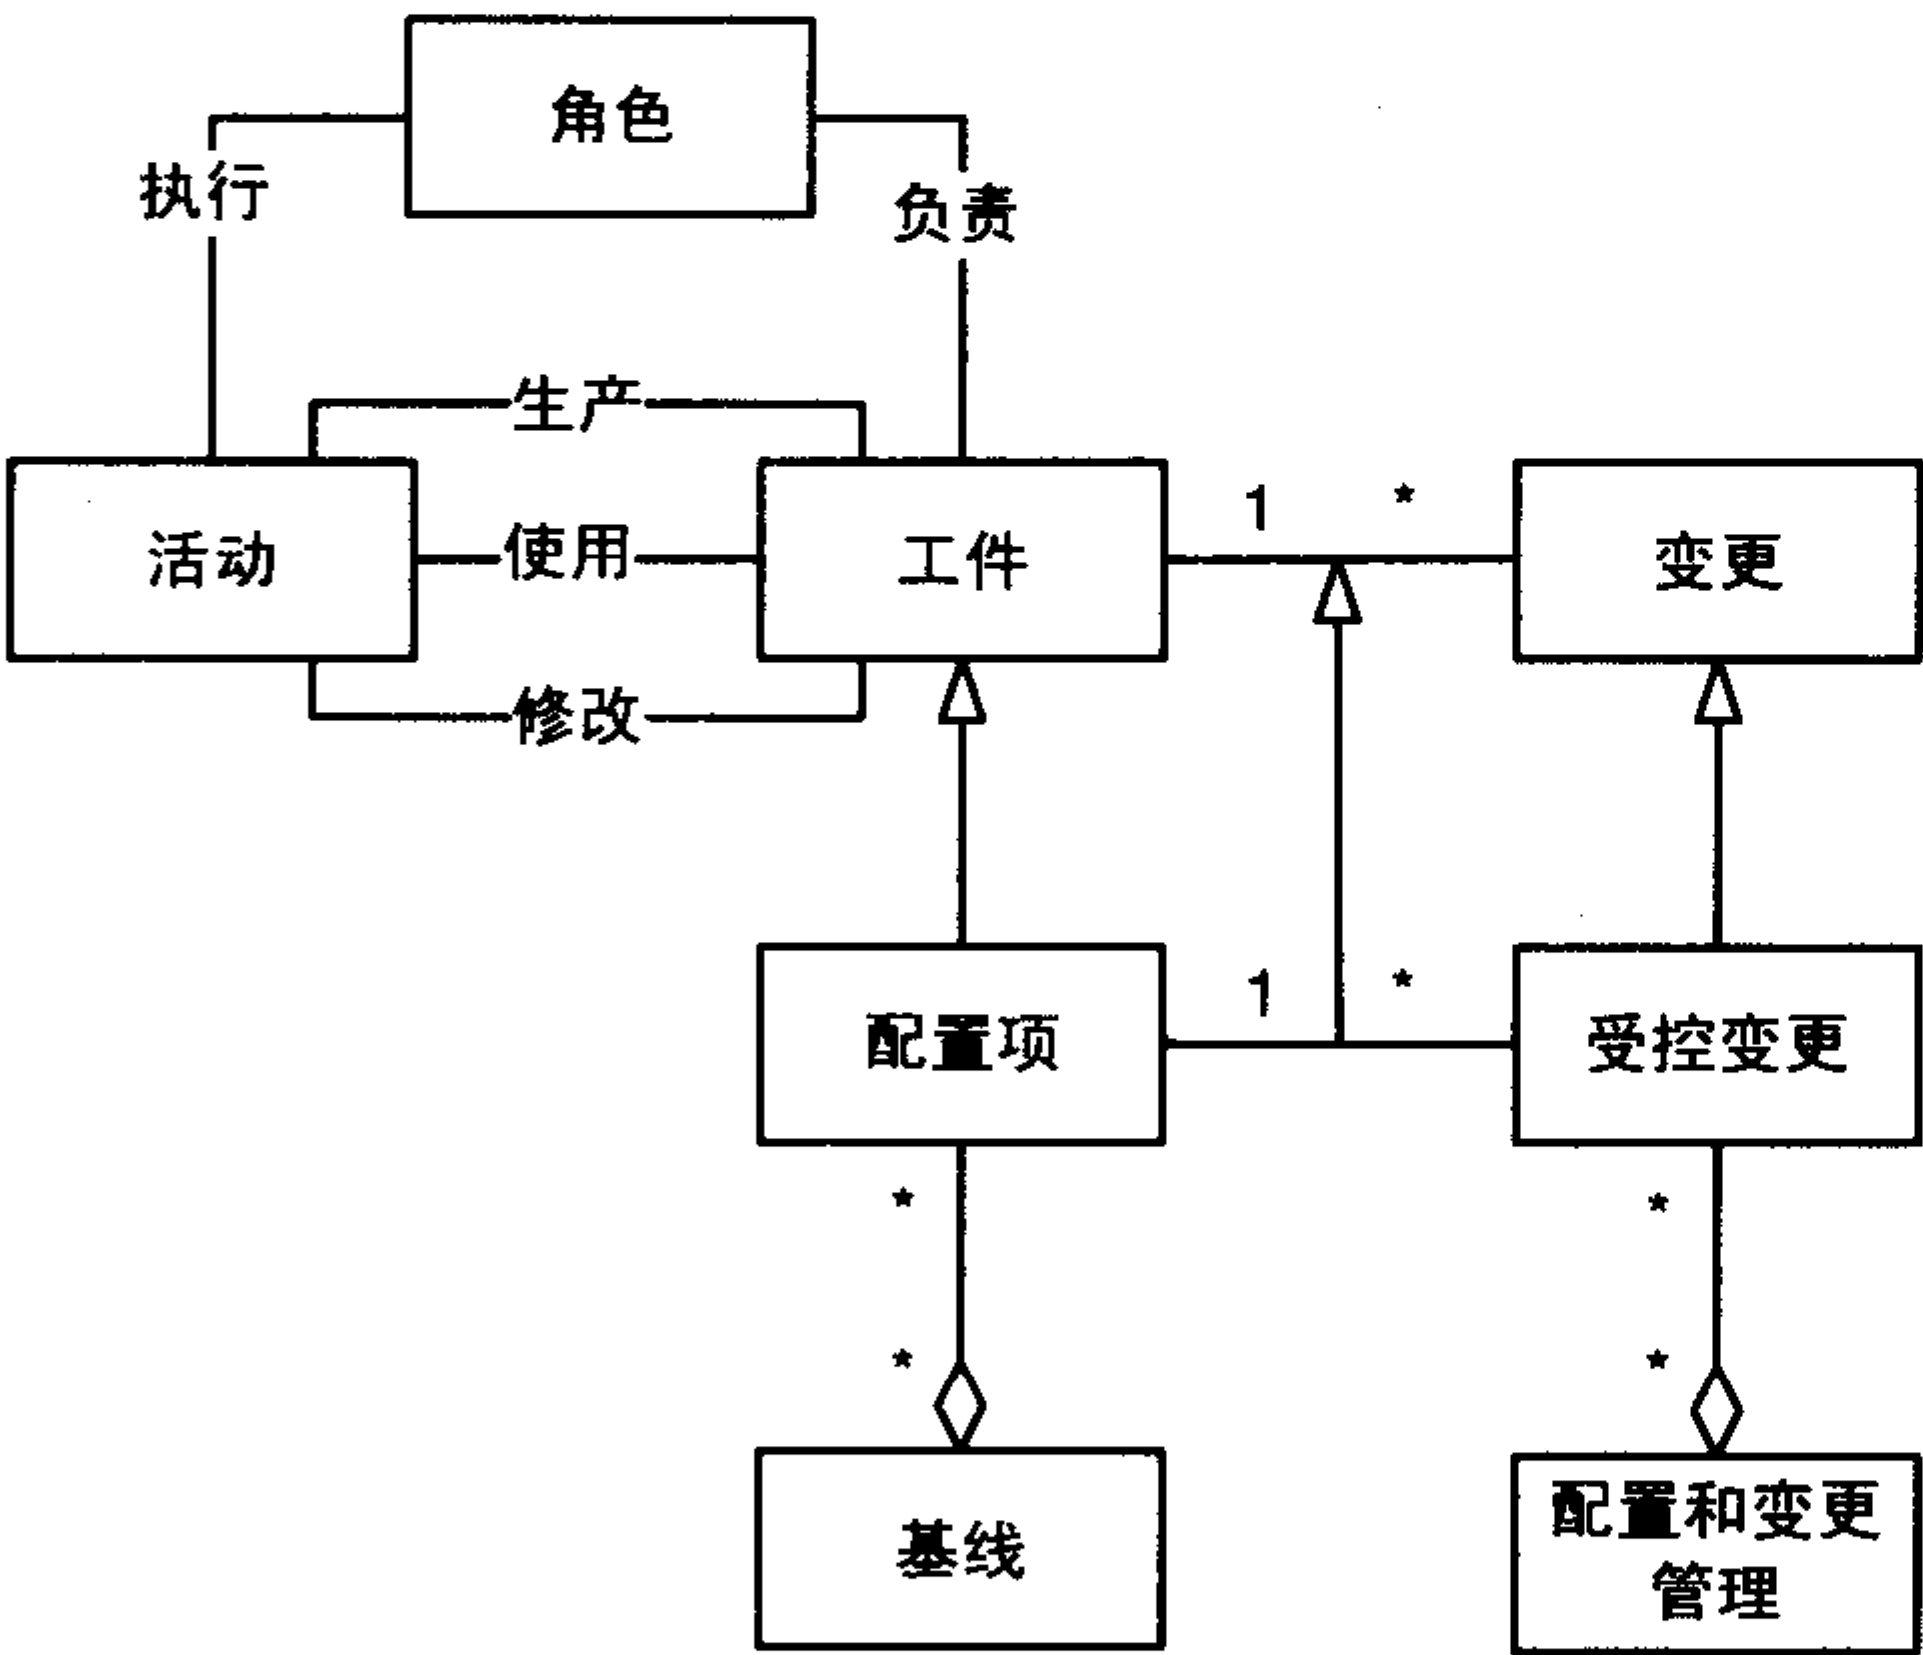 角色
执行
负责
生产
活动
使用
工件
1
*
变更
修改
配置项
1
*
受控变更
*
*
*
*
基线
配置和变更
管理